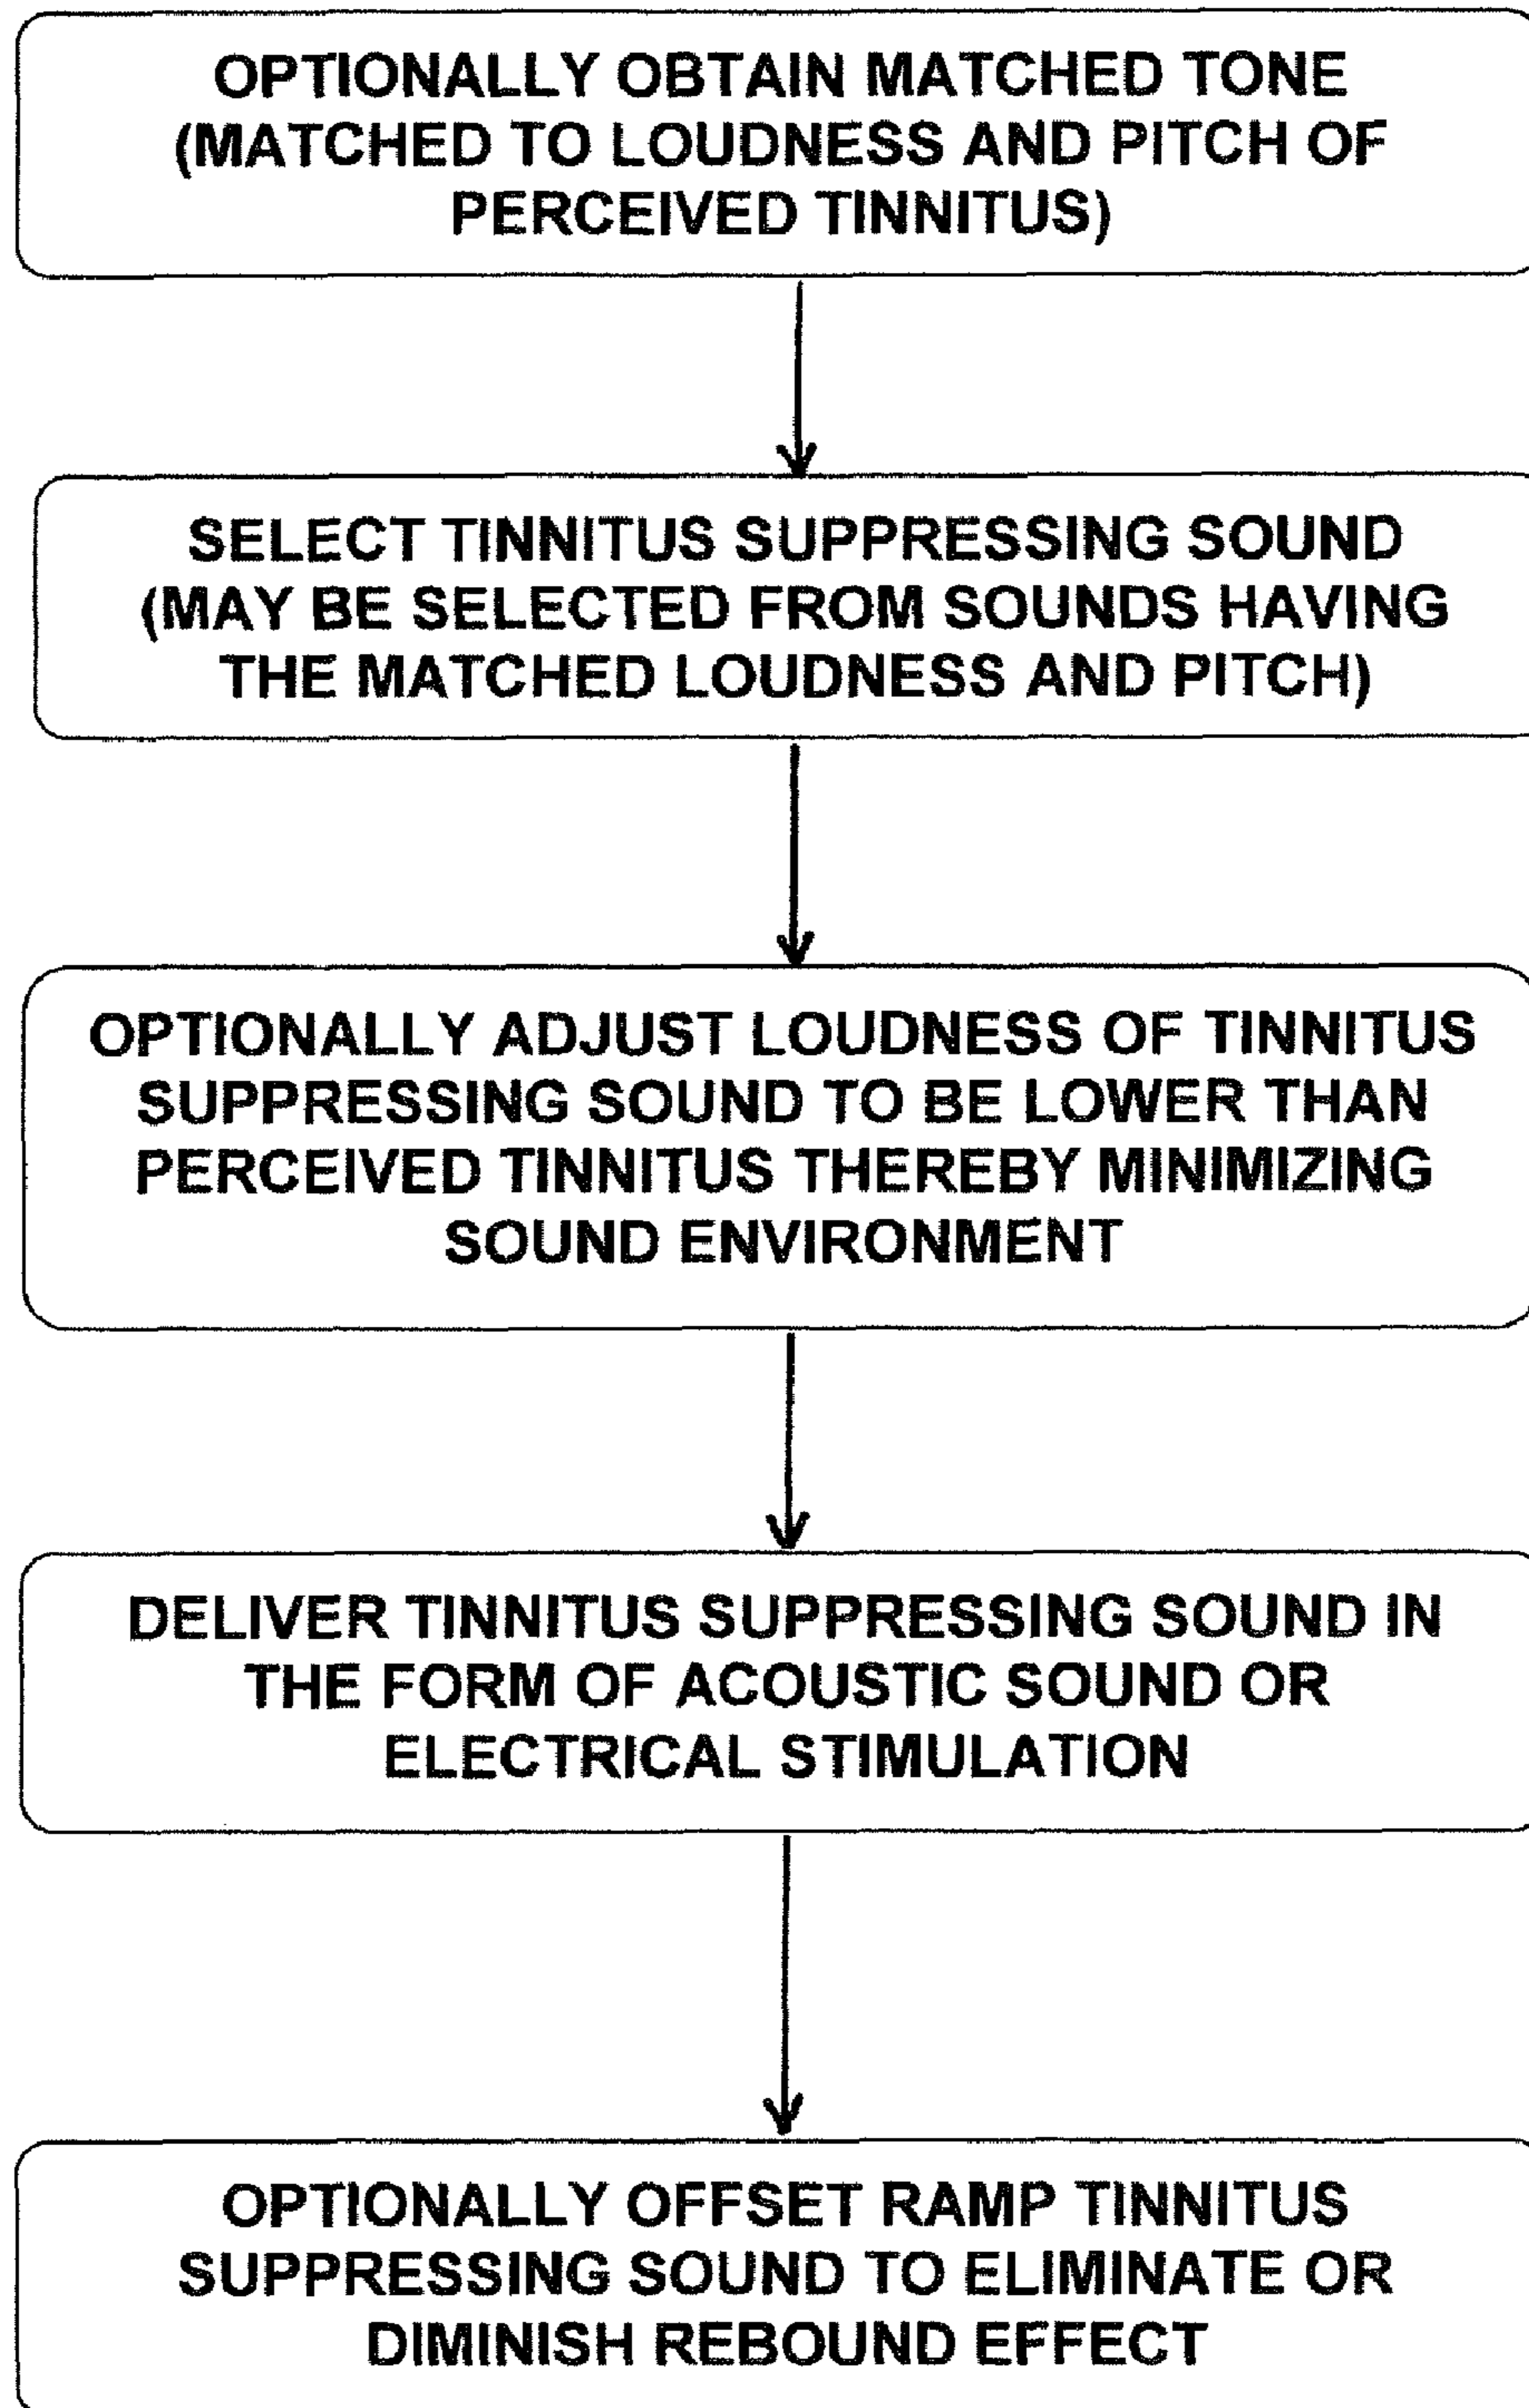 OPTIONALLY OBTAIN MATCHED TONE
(MATCHED TO LOUDNESS AND PITCH OF
PERCEIVED TINNITUS)
SELECT TINNITUS SUPPRESSING SOUND
(MAY BE SELECTED FROM SOUNDS HAVING
THE MATCHED LOUDNESS AND PITCH)
OPTIONALLY ADJUST LOUDNESS OF TINNITUS
SUPPRESSING SOUND TO BE LOWER THAN
PERCEIVED TINNITUS THEREBY MINIMIZING
SOUND ENVIRONMENT
DELIVER TINNITUS SUPPRESSING SOUND IN
THE FORM OF ACOUSTIC SOUND OR
ELECTRICAL STIMULATION
OPTIONALLY OFFSET RAMP TINNITUS
SUPPRESSING SOUND TO ELIMINATE OR
DIMINISH REBOUND EFFECT